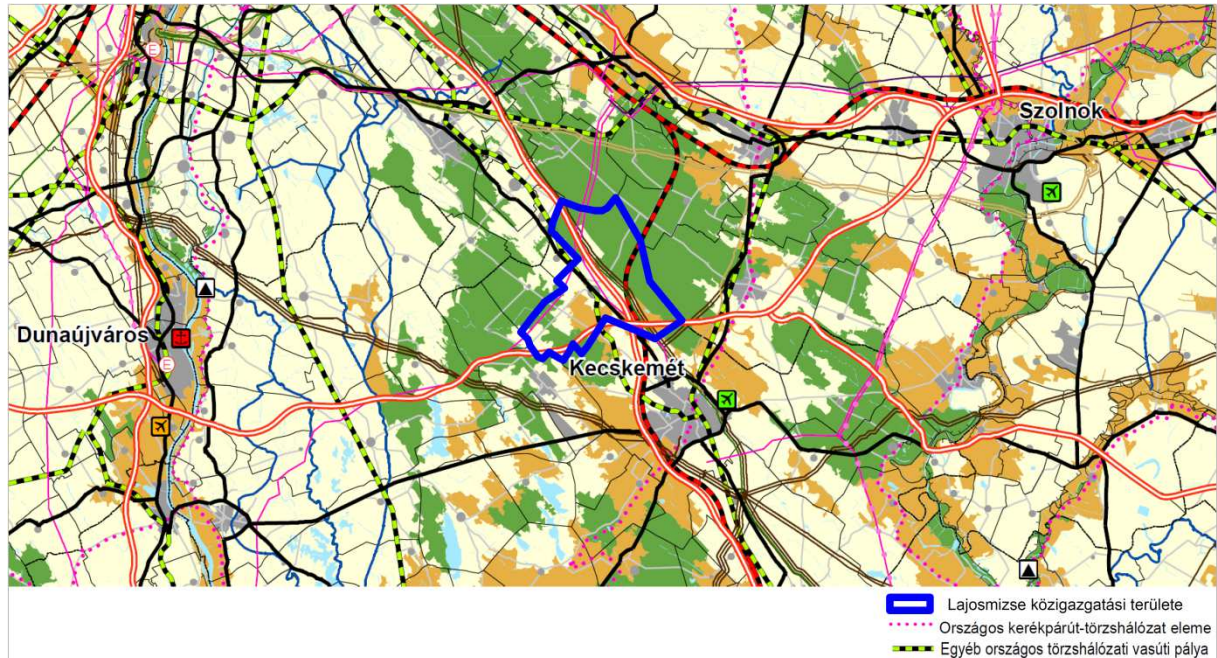 Szolnok
Dunaújváros
Kecskemét
E
E
Lajosmizse közigazgatási területe
Országos kerékpárút-törzshálózat eleme
Egyéb országos törzshálózati vasúti pálya